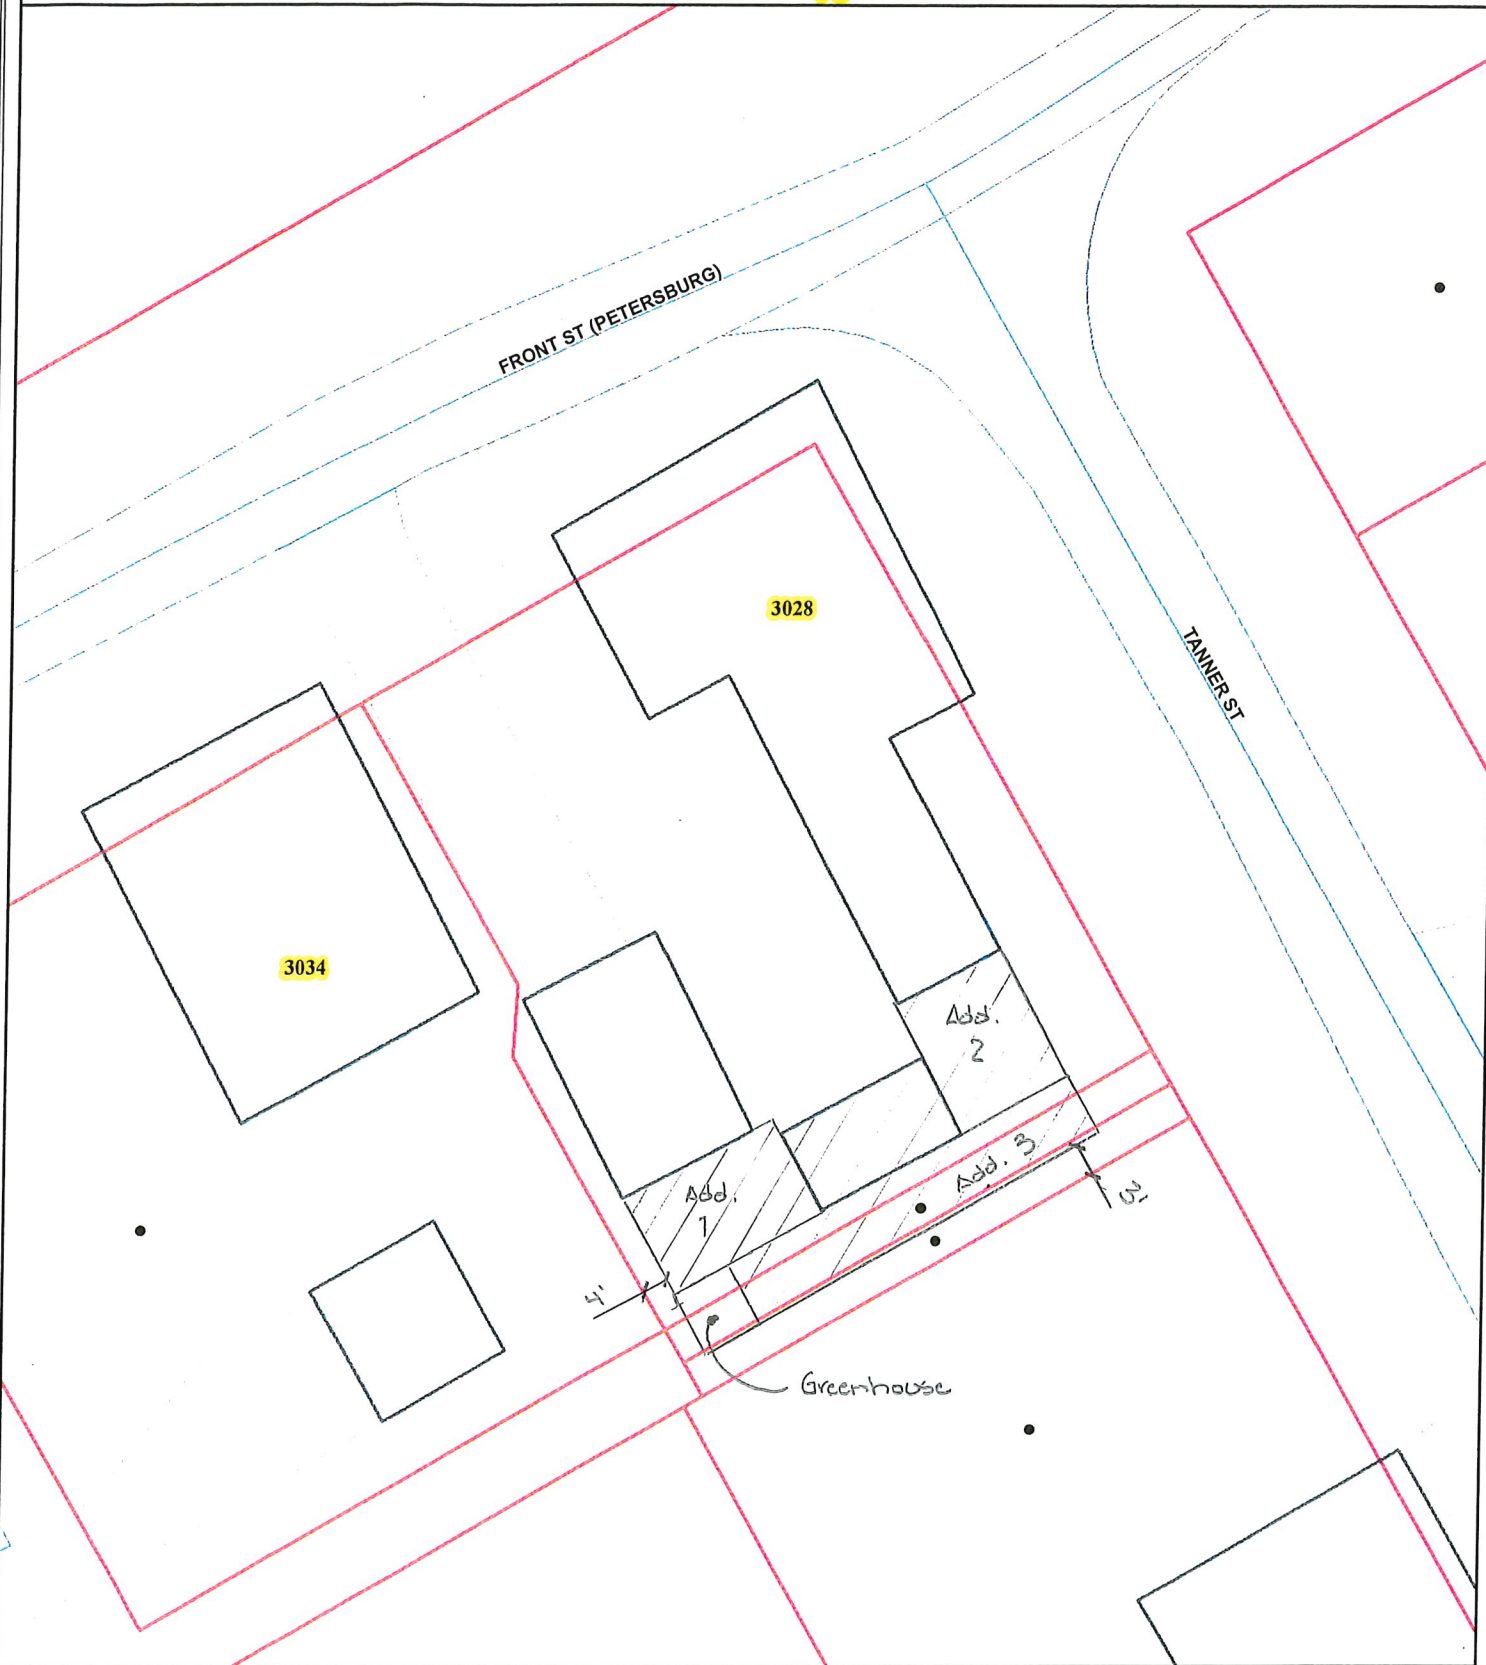 FRONT ST (PETERSBURG)
3028
TANNER ST
3034
Add.
2
Add. 3
3'
Add.
1
4'
Greenhouse